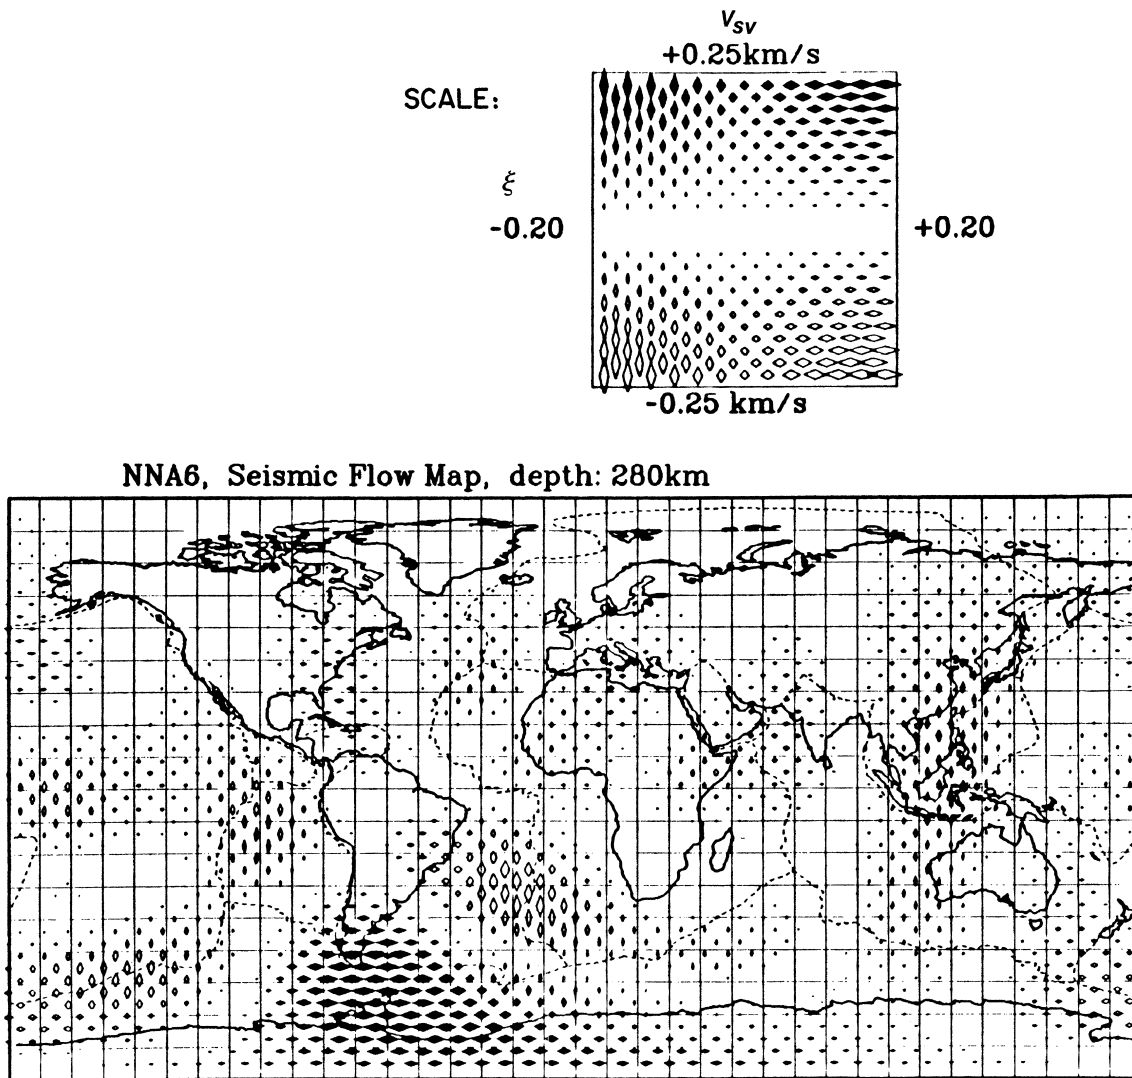 V_SV
+0.25km/s
SCALE:
ξ
-0.20
+0.20
-0.25 km/s
NNA6, Seismic Flow Map, depth: 280km